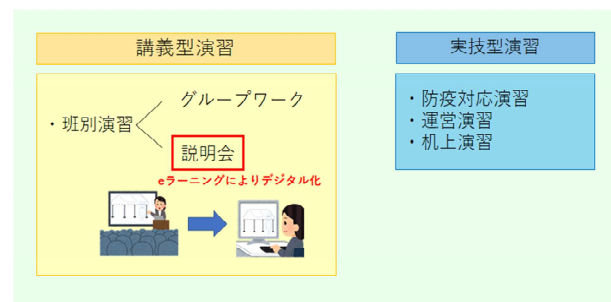 講義型演習
・班別演習
グループワーク
説明会
eラーニングによりデジタル化
実技型演習
・防疫対応演習
・運営演習
・机上演習